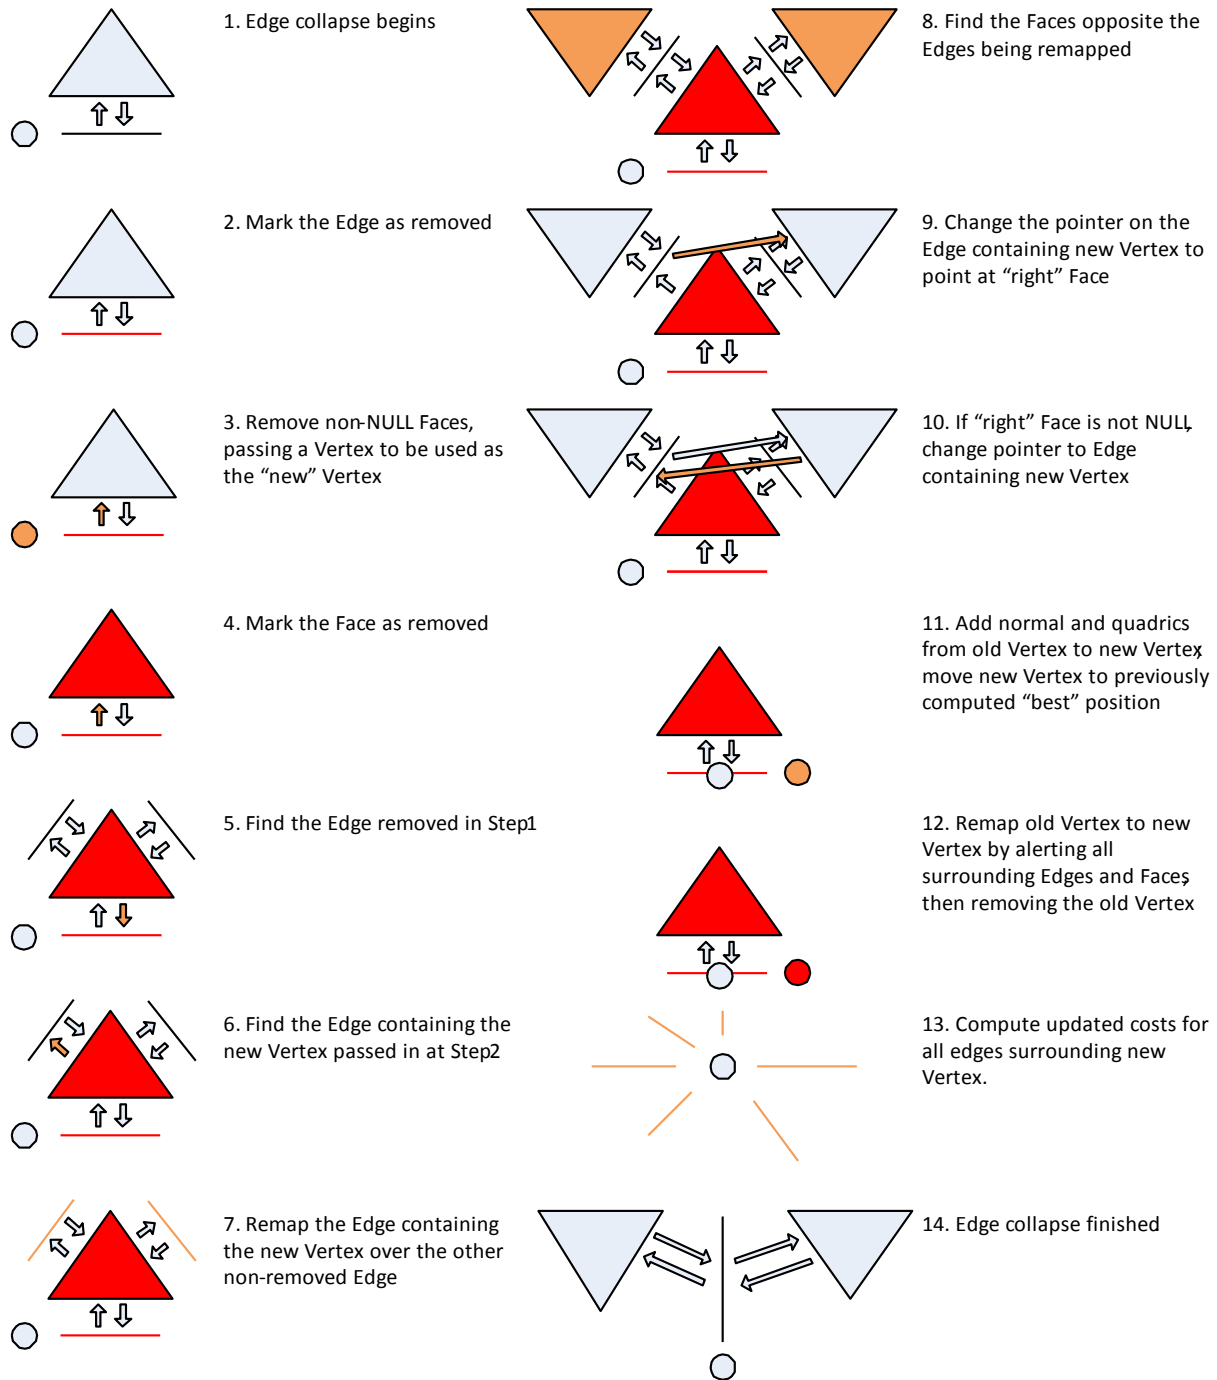 1. Edge collapse begins
2. Mark the Edge as removed
3. Remove non-NULL Faces,
passing a Vertex to be used as
the “new” Vertex
4. Mark the Face as removed
5. Find the Edge removed in Step1
6. Find the Edge containing the
new Vertex passed in at Step2
7. Remap the Edge containing
the new Vertex over the other
non-removed Edge
8. Find the Faces opposite the
Edges being remapped
9. Change the pointer on the
Edge containing new Vertex to
point at “right” Face
10. If “right” Face is not NULL,
change pointer to Edge
containing new Vertex
11. Add normal and quadrics
from old Vertex to new Vertex,
move new Vertex to previously
computed “best” position
12. Remap old Vertex to new
Vertex by alerting all
surrounding Edges and Faces,
then removing the old Vertex
13. Compute updated costs for
all edges surrounding new
Vertex.
14. Edge collapse finished